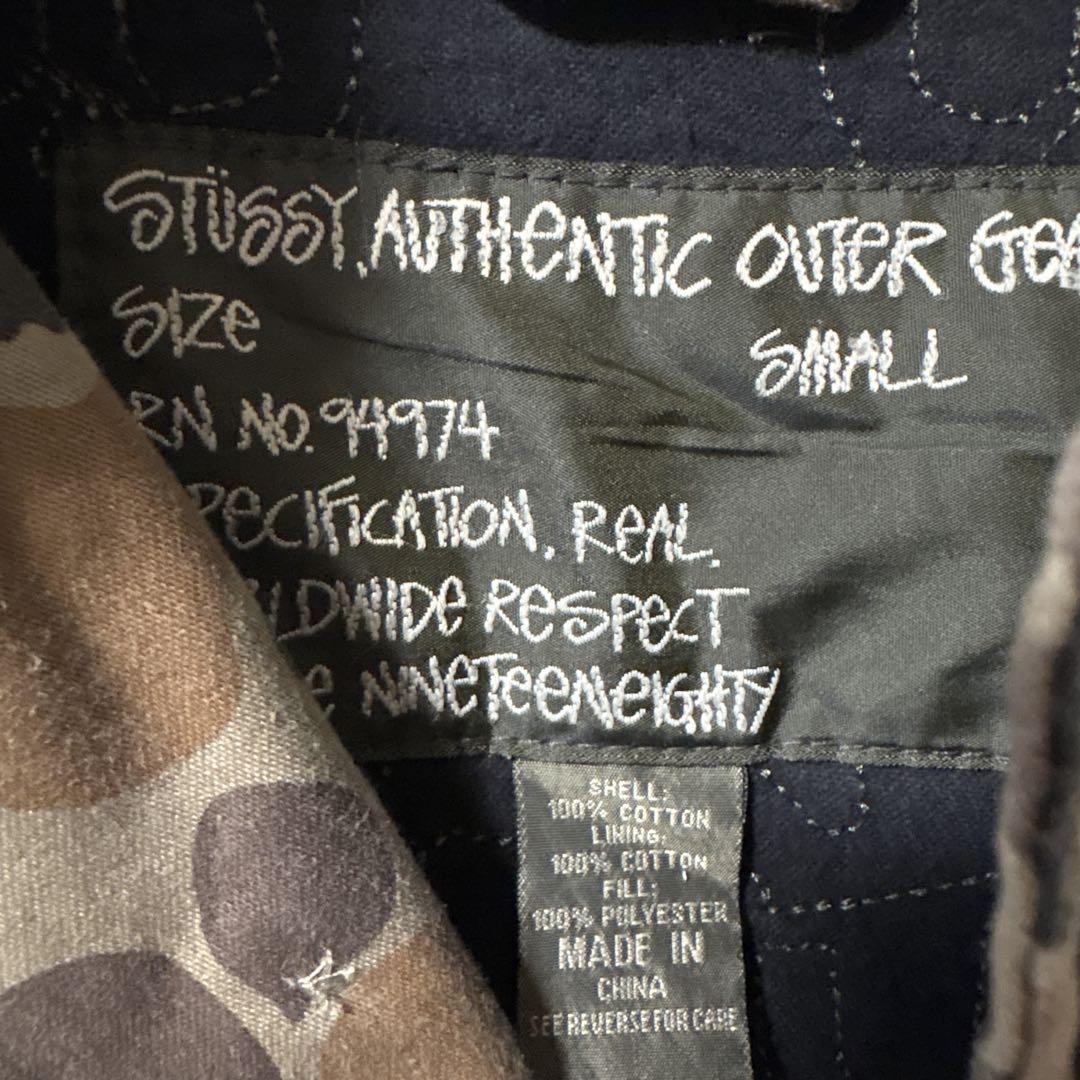 STÜSSY. AUTHENTIC OUTER GEA
SIZE SMALL
RN NO. 94974
PECIFICATION. REAL.
LDWIDE RESPECT
E NINETEENEIGHTY
SHELL:
100% COTTON
LINING:
100% COTTON
FILL:
100% POLYESTER
MADE IN
CHINA
SEE REVERSE FOR CARE